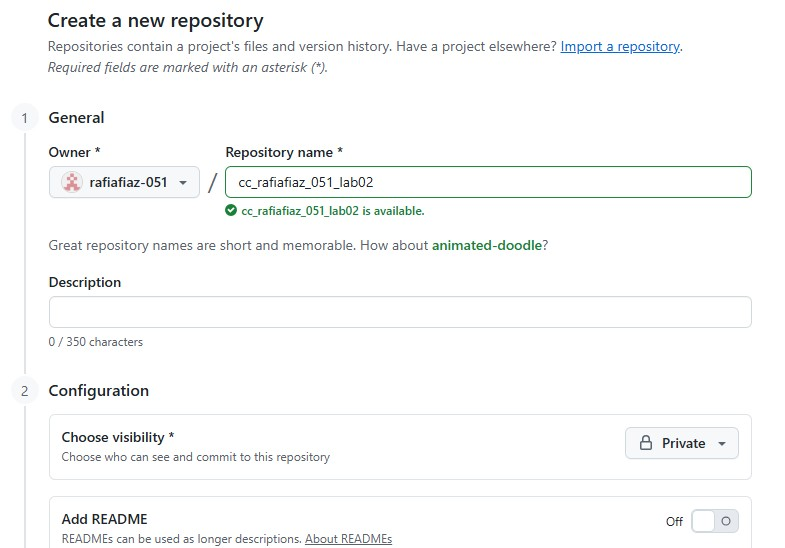 Create a new repository
Repositories contain a project's files and version history. Have a project elsewhere? Import a repository.
Required fields are marked with an asterisk (*).
1 General
Owner * Repository name *
rafiafiaz-051 / cc_rafiafiaz_051_lab02
cc_rafiafiaz_051_lab02 is available.
Great repository names are short and memorable. How about animated-doodle?
Description
0 / 350 characters
2 Configuration
Choose visibility *
Choose who can see and commit to this repository
Private
Add README
READMEs can be used as longer descriptions. About READMEs
Off